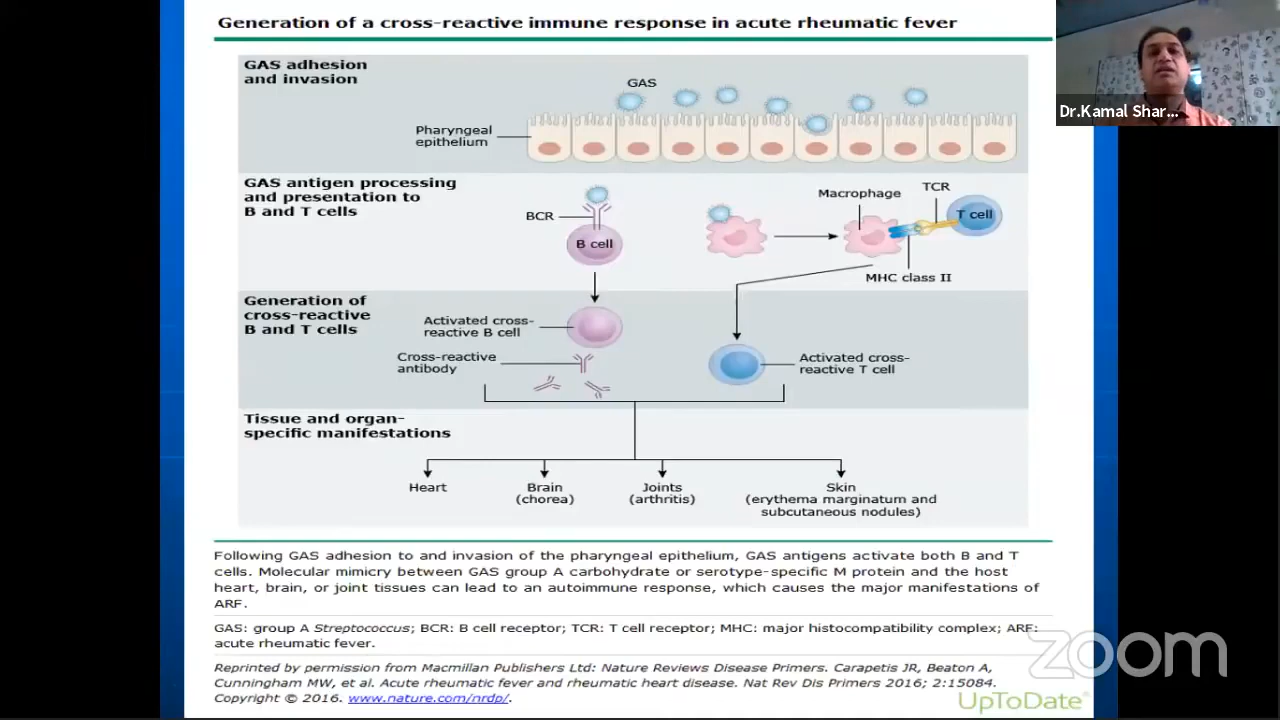 Generation of a cross-reactive immune response in acute rheumatic fever
Dr.Kamal Shar...
GAS adhesion
and invasion
GAS
Pharyngeal
epithelium
GAS antigen processing
and presentation to
B and T cells
BCR
B cell
Macrophage
TCR
T cell
MHC class II
Generation of
cross-reactive
B and T cells
Activated cross-
reactive B cell
Cross-reactive
antibody
Activated cross-
reactive T cell
Tissue and organ-
specific manifestations
Heart
Brain
(chorea)
Joints
(arthritis)
Skin
(erythema marginatum and
subcutaneous nodules)
Following GAS adhesion to and invasion of the pharyngeal epithelium, GAS antigens activate both B and T
cells. Molecular mimicry between GAS group A carbohydrate or serotype-specific M protein and the host
heart, brain, or joint tissues can lead to an autoimmune response, which causes the major manifestations of
ARF.
GAS: group A Streptococcus; BCR: B cell receptor; TCR: T cell receptor; MHC: major histocompatibility complex; ARF:
acute rheumatic fever.
Reprinted by permission from Macmillan Publishers Ltd: Nature Reviews Disease Primers. Carapetis JR, Beaton A,
Cunningham MW, et al. Acute rheumatic fever and rheumatic heart disease. Nat Rev Dis Primers 2016; 2:15084.
Copyright © 2016. www.nature.com/nrdp/.
zoom
UpToDate®